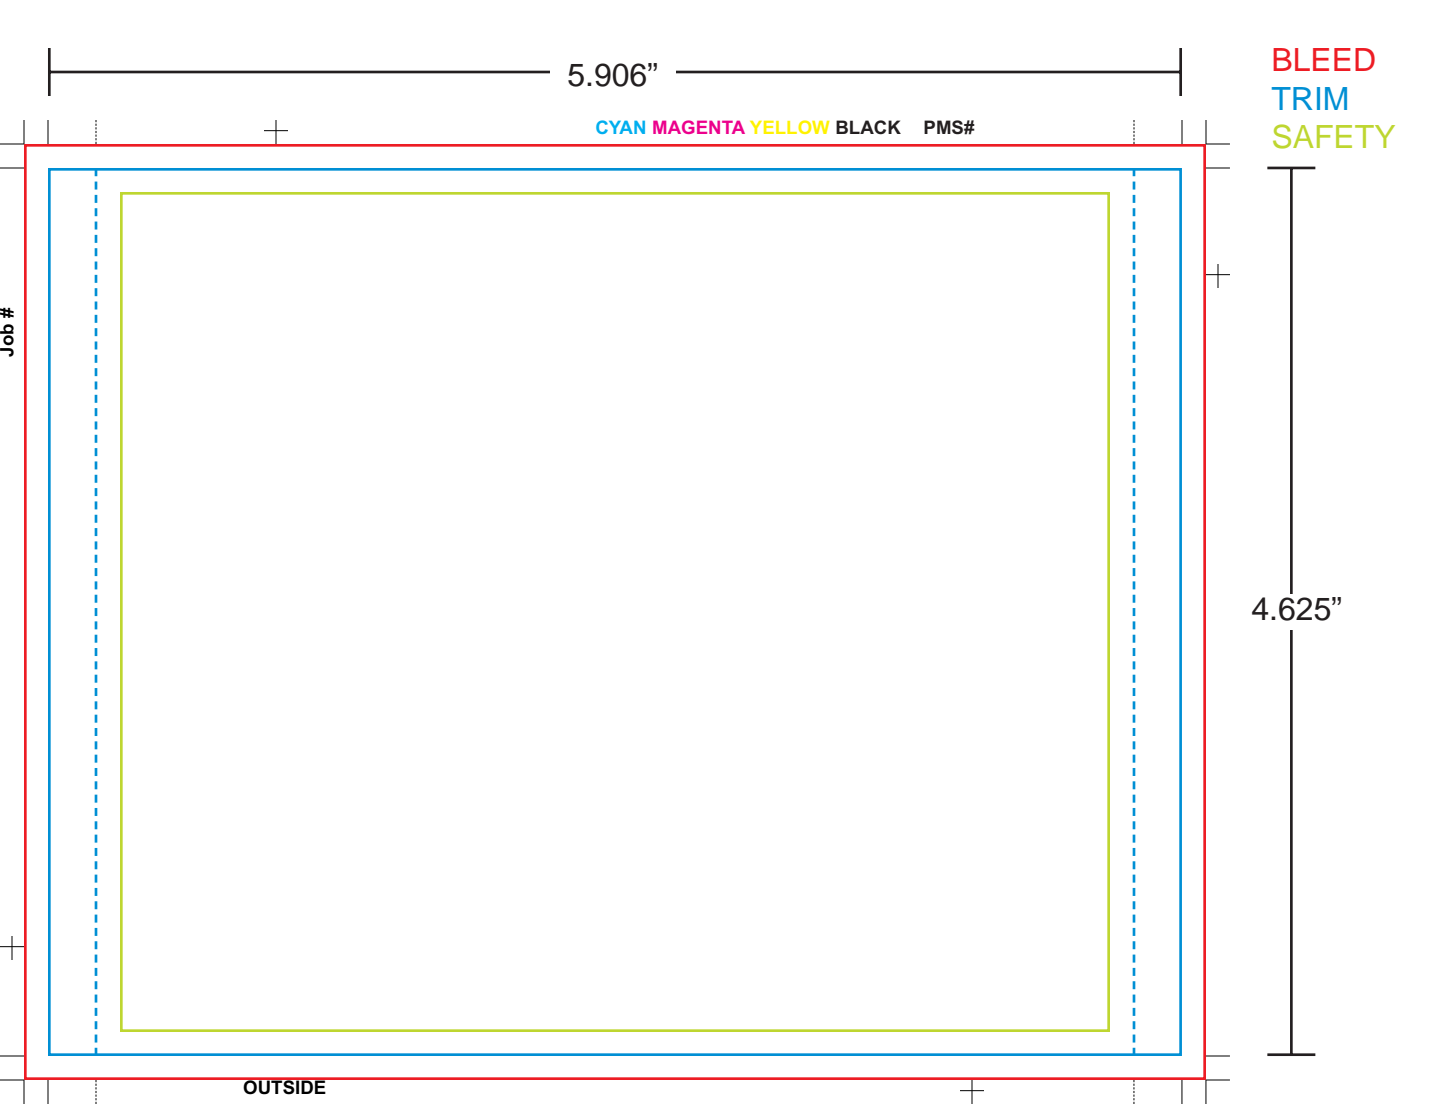 5.906”
BLEED
TRIM
SAFETY
CYAN MAGENTA YELLOW BLACK PMS#
Job #
4.625”
OUTSIDE